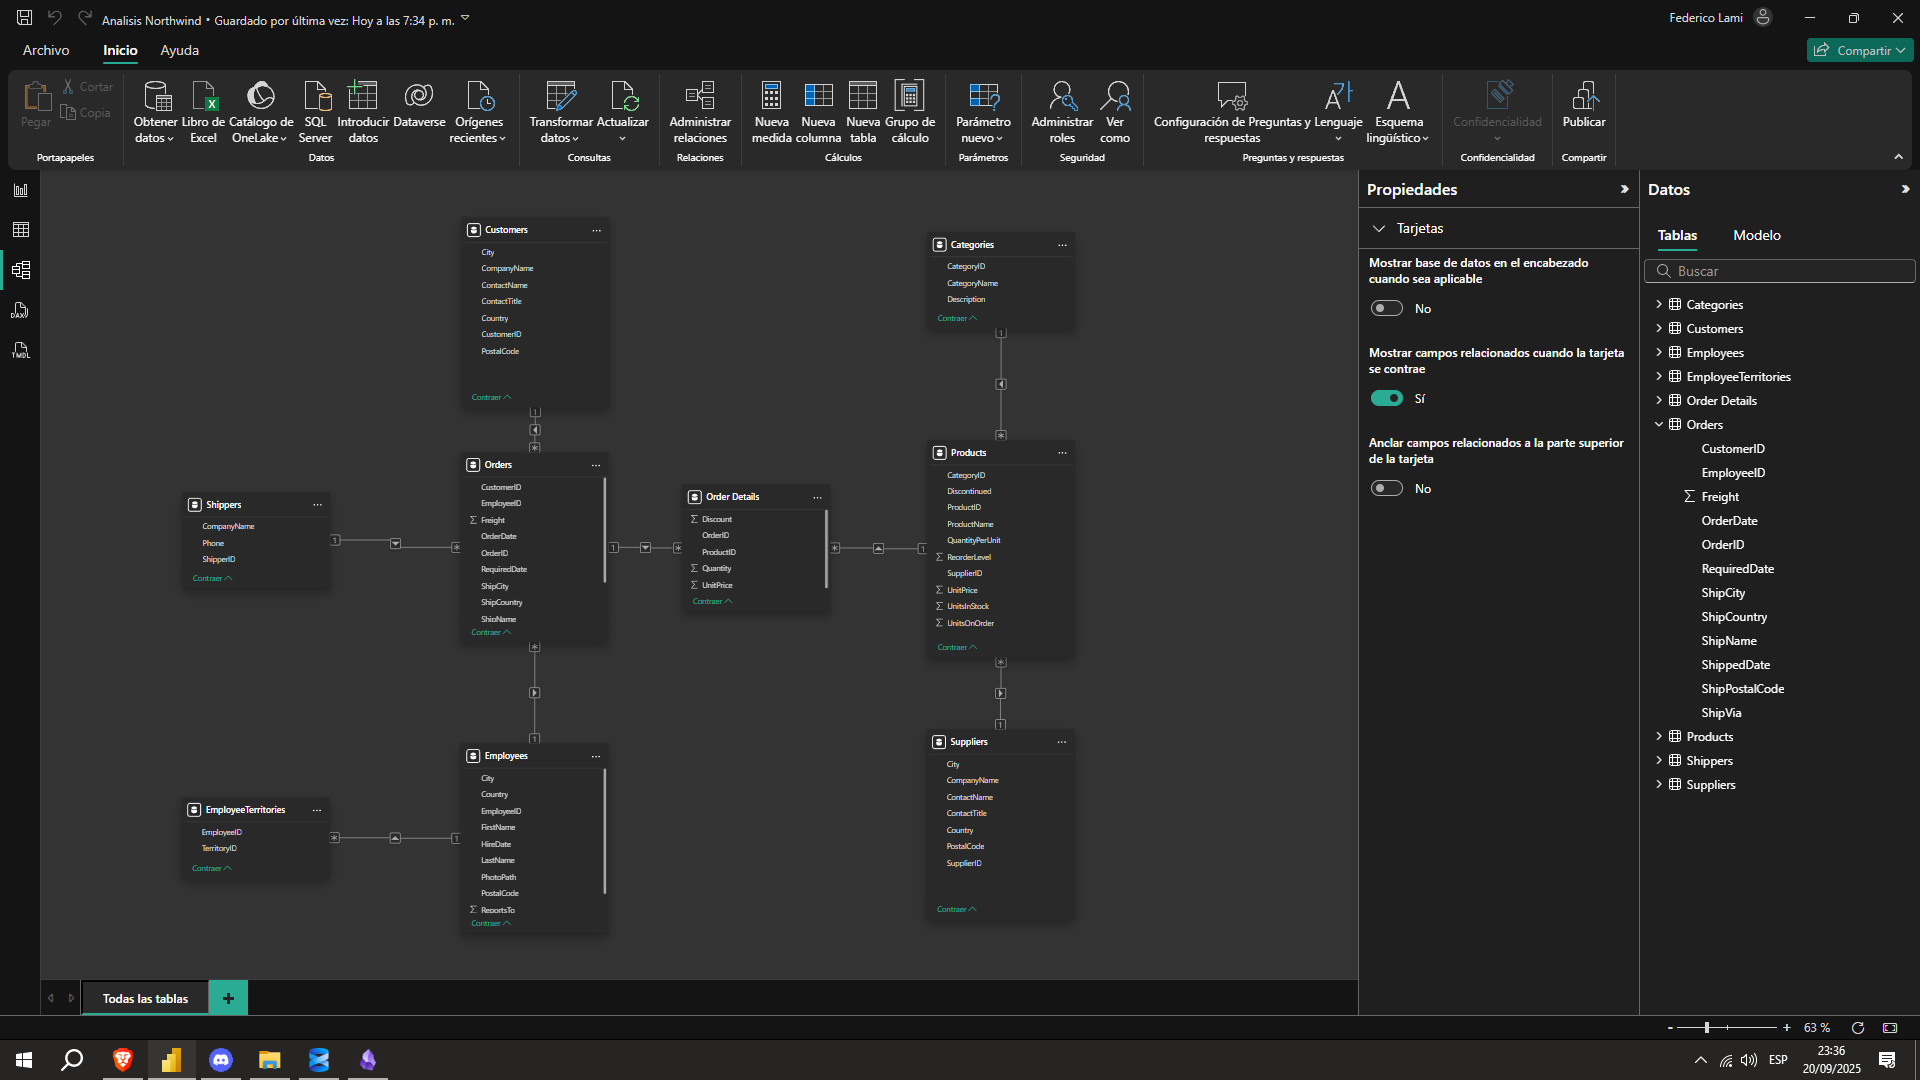 Analisis Northwind • Guardado por última vez: Hoy a las 7:34 p. m.
Federico Lami
Archivo
Inicio
Ayuda
Compartir
Pegar
Cortar
Copia
Portapapeles
Obtener datos
Libro de Excel
Catálogo de OneLake
SQL Server
Introducir datos
Dataverse
Orígenes recientes
Datos
Transformar datos
Actualizar
Consultas
Administrar relaciones
Relaciones
Nueva medida
Nueva columna
Nueva tabla
Grupo de cálculo
Cálculos
Parámetro nuevo
Parámetros
Administrar roles
Ver como
Seguridad
Configuración de Preguntas y respuestas
Lenguaje
Esquema lingüístico
Preguntas y respuestas
Confidencialidad
Confidencialidad
Publicar
Compartir
DAX
TMDL
Customers
City
CompanyName
ContactName
ContactTitle
Country
CustomerID
PostalCode
Contraer
Categories
CategoryID
CategoryName
Description
Contraer
1
1
Shippers
CompanyName
Phone
ShipperID
Contraer
1
*
*
Orders
CustomerID
EmployeeID
Freight
OrderDate
OrderID
RequiredDate
ShipCity
ShipCountry
ShipName
Contraer
1
*
Order Details
Discount
OrderID
ProductID
Quantity
UnitPrice
Contraer
*
1
*
Products
CategoryID
Discontinued
ProductID
ProductName
QuantityPerUnit
ReorderLevel
SupplierID
UnitPrice
UnitsInStock
UnitsOnOrder
Contraer
*
1
*
1
EmployeeTerritories
EmployeeID
TerritoryID
Contraer
*
1
Employees
City
Country
EmployeeID
FirstName
HireDate
LastName
PhotoPath
PostalCode
ReportsTo
Contraer
Suppliers
City
CompanyName
ContactName
ContactTitle
Country
PostalCode
SupplierID
Contraer
Propiedades
Tarjetas
Mostrar base de datos en el encabezado
cuando sea aplicable
No
Mostrar campos relacionados cuando la tarjeta
se contrae
Sí
Anclar campos relacionados a la parte superior
de la tarjeta
No
Datos
Tablas
Modelo
Buscar
Categories
Customers
Employees
EmployeeTerritories
Order Details
Orders
CustomerID
EmployeeID
Freight
OrderDate
OrderID
RequiredDate
ShipCity
ShipCountry
ShipName
ShippedDate
ShipPostalCode
ShipVia
Products
Shippers
Suppliers
Todas las tablas
+
- + 63 %
ESP
23:36
20/09/2025